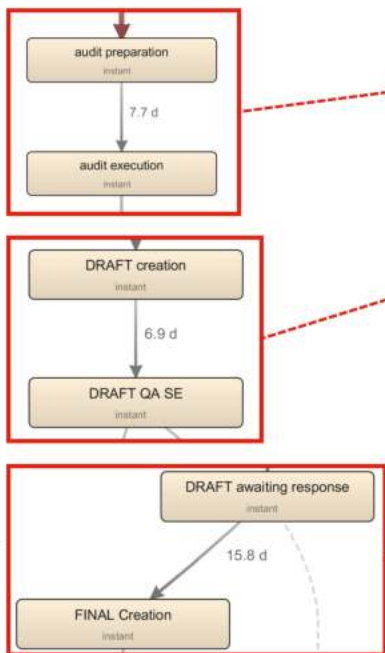 audit preparation
instant
7.7 d
audit execution
instant
DRAFT creation
instant
6.9 d
DRAFT QA SE
instant
DRAFT awaiting response
instant
15.8 d
FINAL Creation
instant